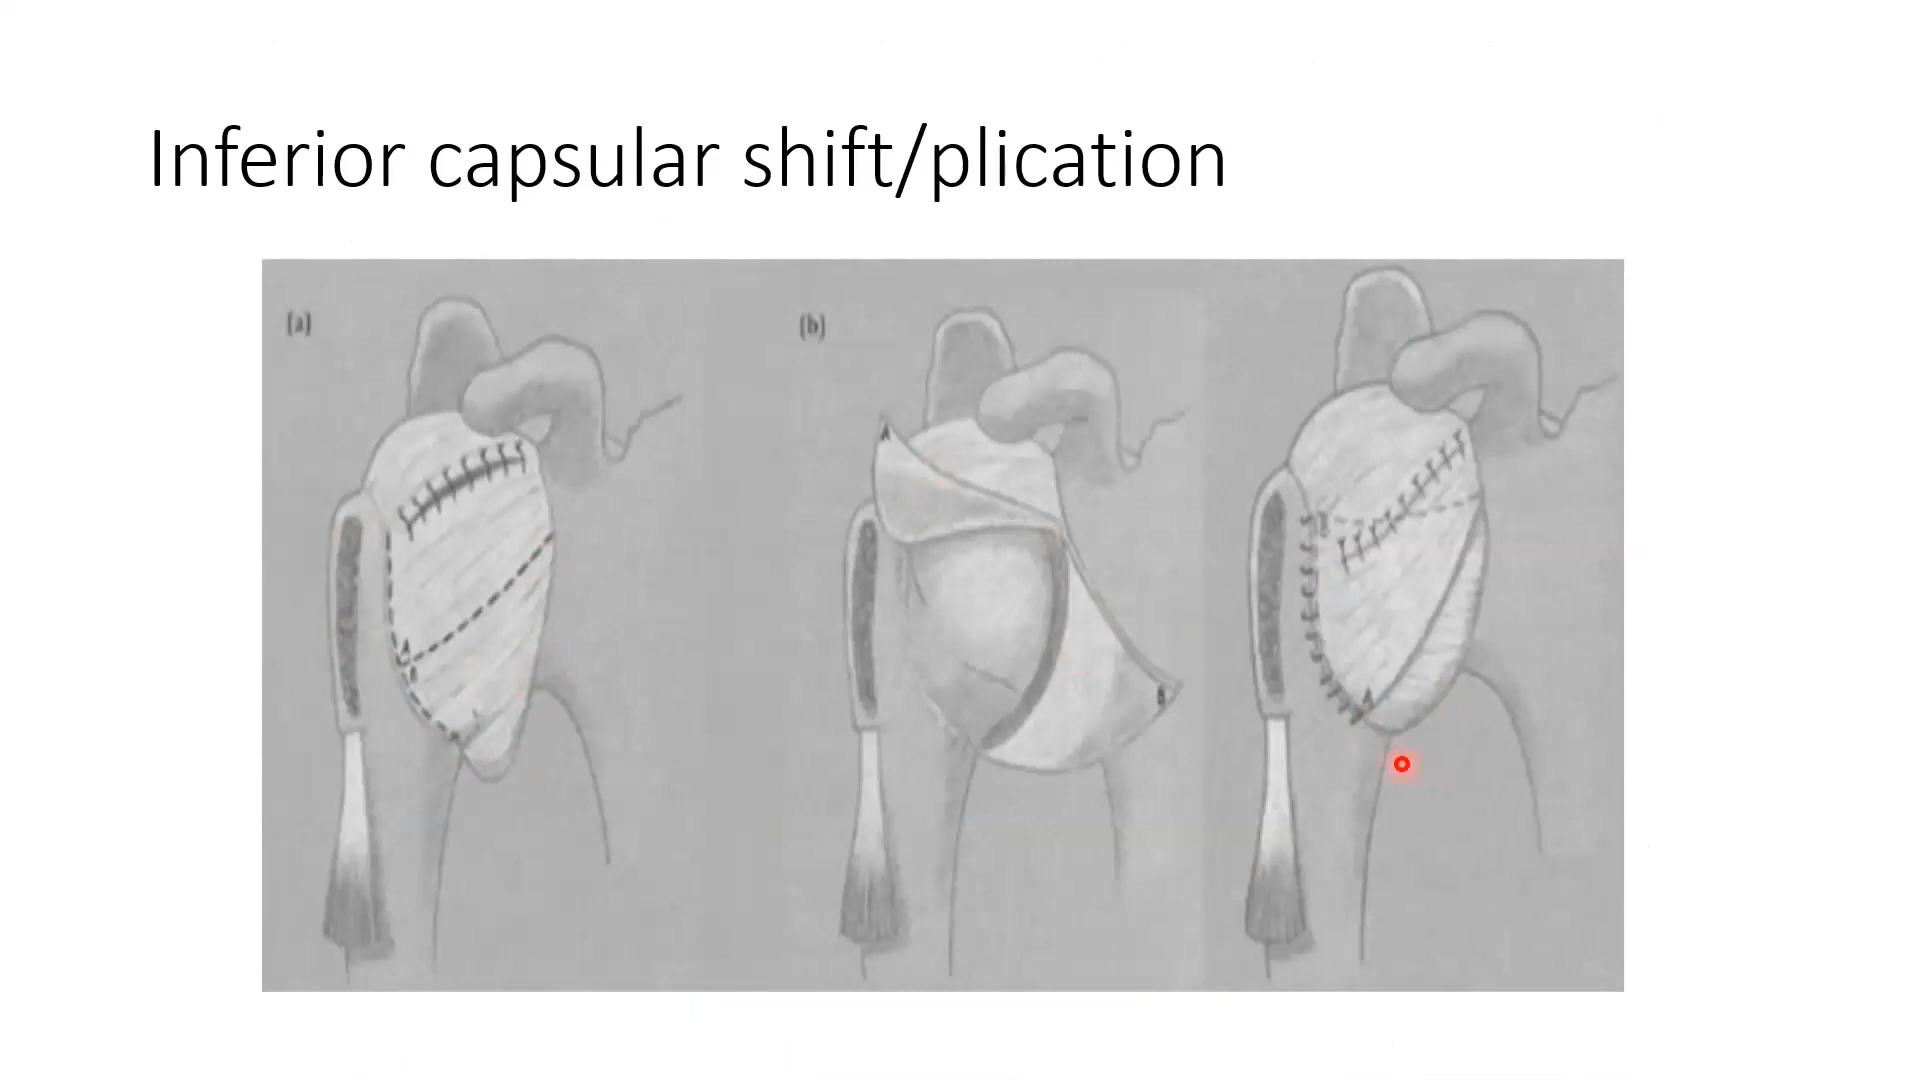 Inferior capsular shift/plication
(a)
(b)
A
B
A